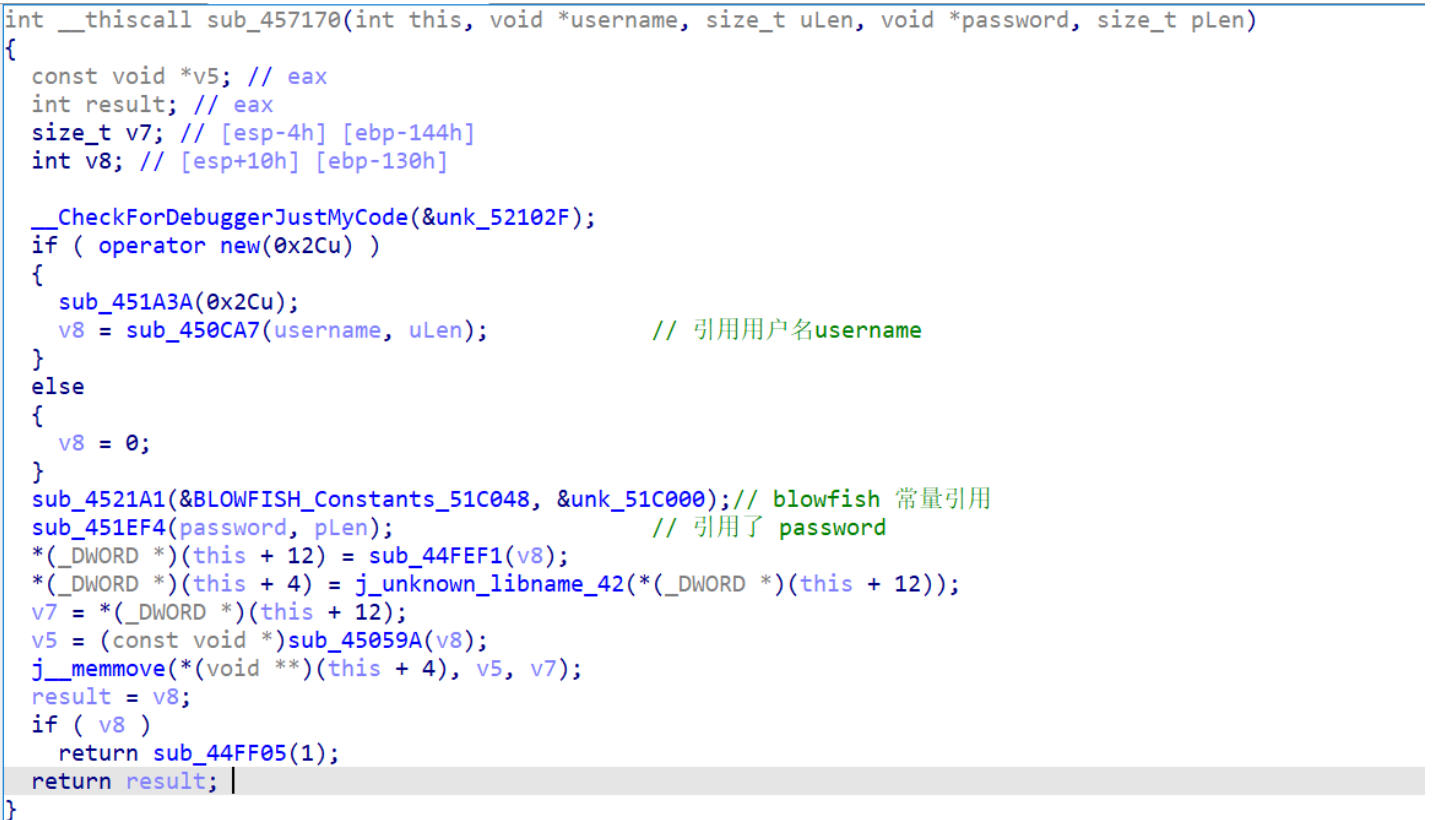 int __thiscall sub_457170(int this, void *username, size_t uLen, void *password, size_t pLen)
{
  const void *v5; // eax
  int result; // eax
  size_t v7; // [esp-4h] [ebp-144h]
  int v8; // [esp+10h] [ebp-130h]

  __CheckForDebuggerJustMyCode(&unk_52102F);
  if ( operator new(0x2Cu) )
  {
    sub_451A3A(0x2Cu);
    v8 = sub_450CA7(username, uLen);              // 引用用户名username
  }
  else
  {
    v8 = 0;
  }
  sub_4521A1(&BLOWFISH_Constants_51C048, &unk_51C000);// blowfish 常量引用
  sub_451EF4(password, pLen);                     // 引用了 password
  *(_DWORD *)(this + 12) = sub_44FEF1(v8);
  *(_DWORD *)(this + 4) = j_unknown_libname_42(*(_DWORD *)(this + 12));
  v7 = *(_DWORD *)(this + 12);
  v5 = (const void *)sub_45059A(v8);
  j__memmove(*(void **)(this + 4), v5, v7);
  result = v8;
  if ( v8 )
    return sub_44FF05(1);
  return result;
}